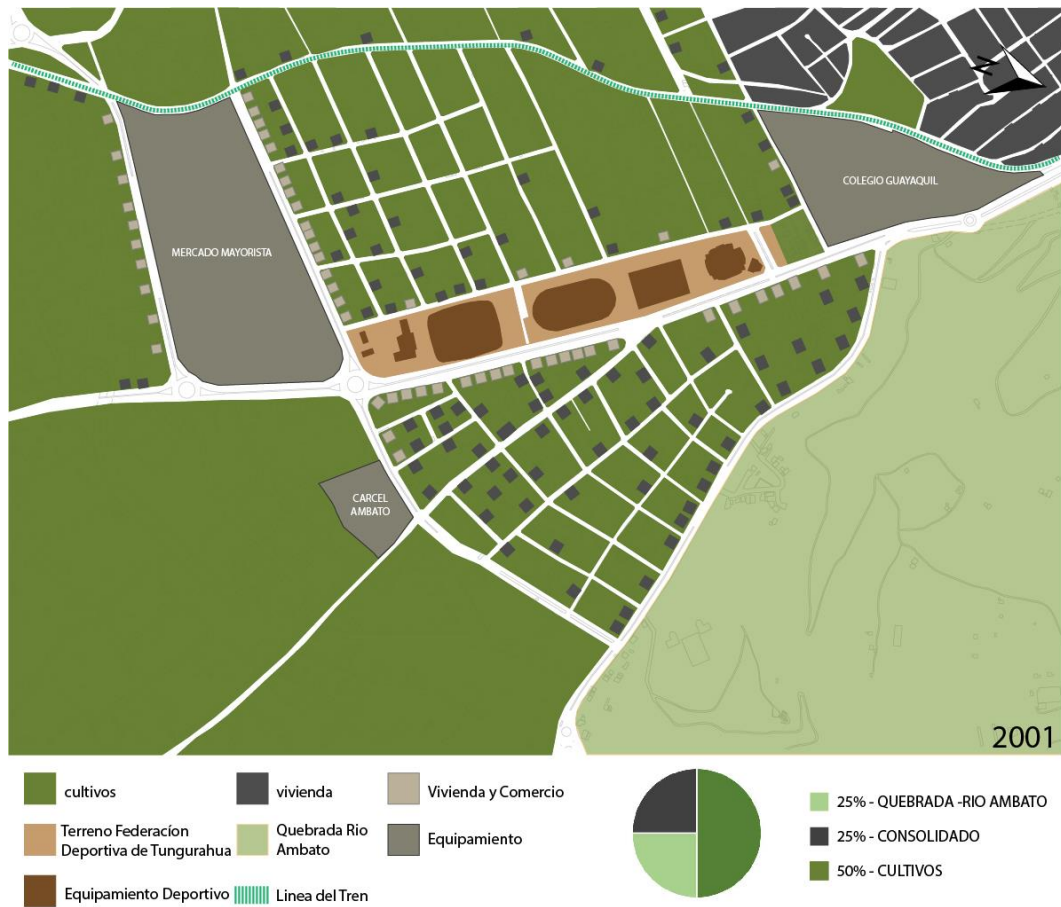 N
COLEGIO GUAYAQUIL
MERCADO MAYORISTA
CARCEL
AMBATO
2001
cultivos
vivienda
Vivienda y Comercio
Terreno Federacíon
Deportiva de Tungurahua
Quebrada Rio
Ambato
Equipamiento
Equipamiento Deportivo
Linea del Tren
25% - QUEBRADA -RIO AMBATO
25% - CONSOLIDADO
50% - CULTIVOS